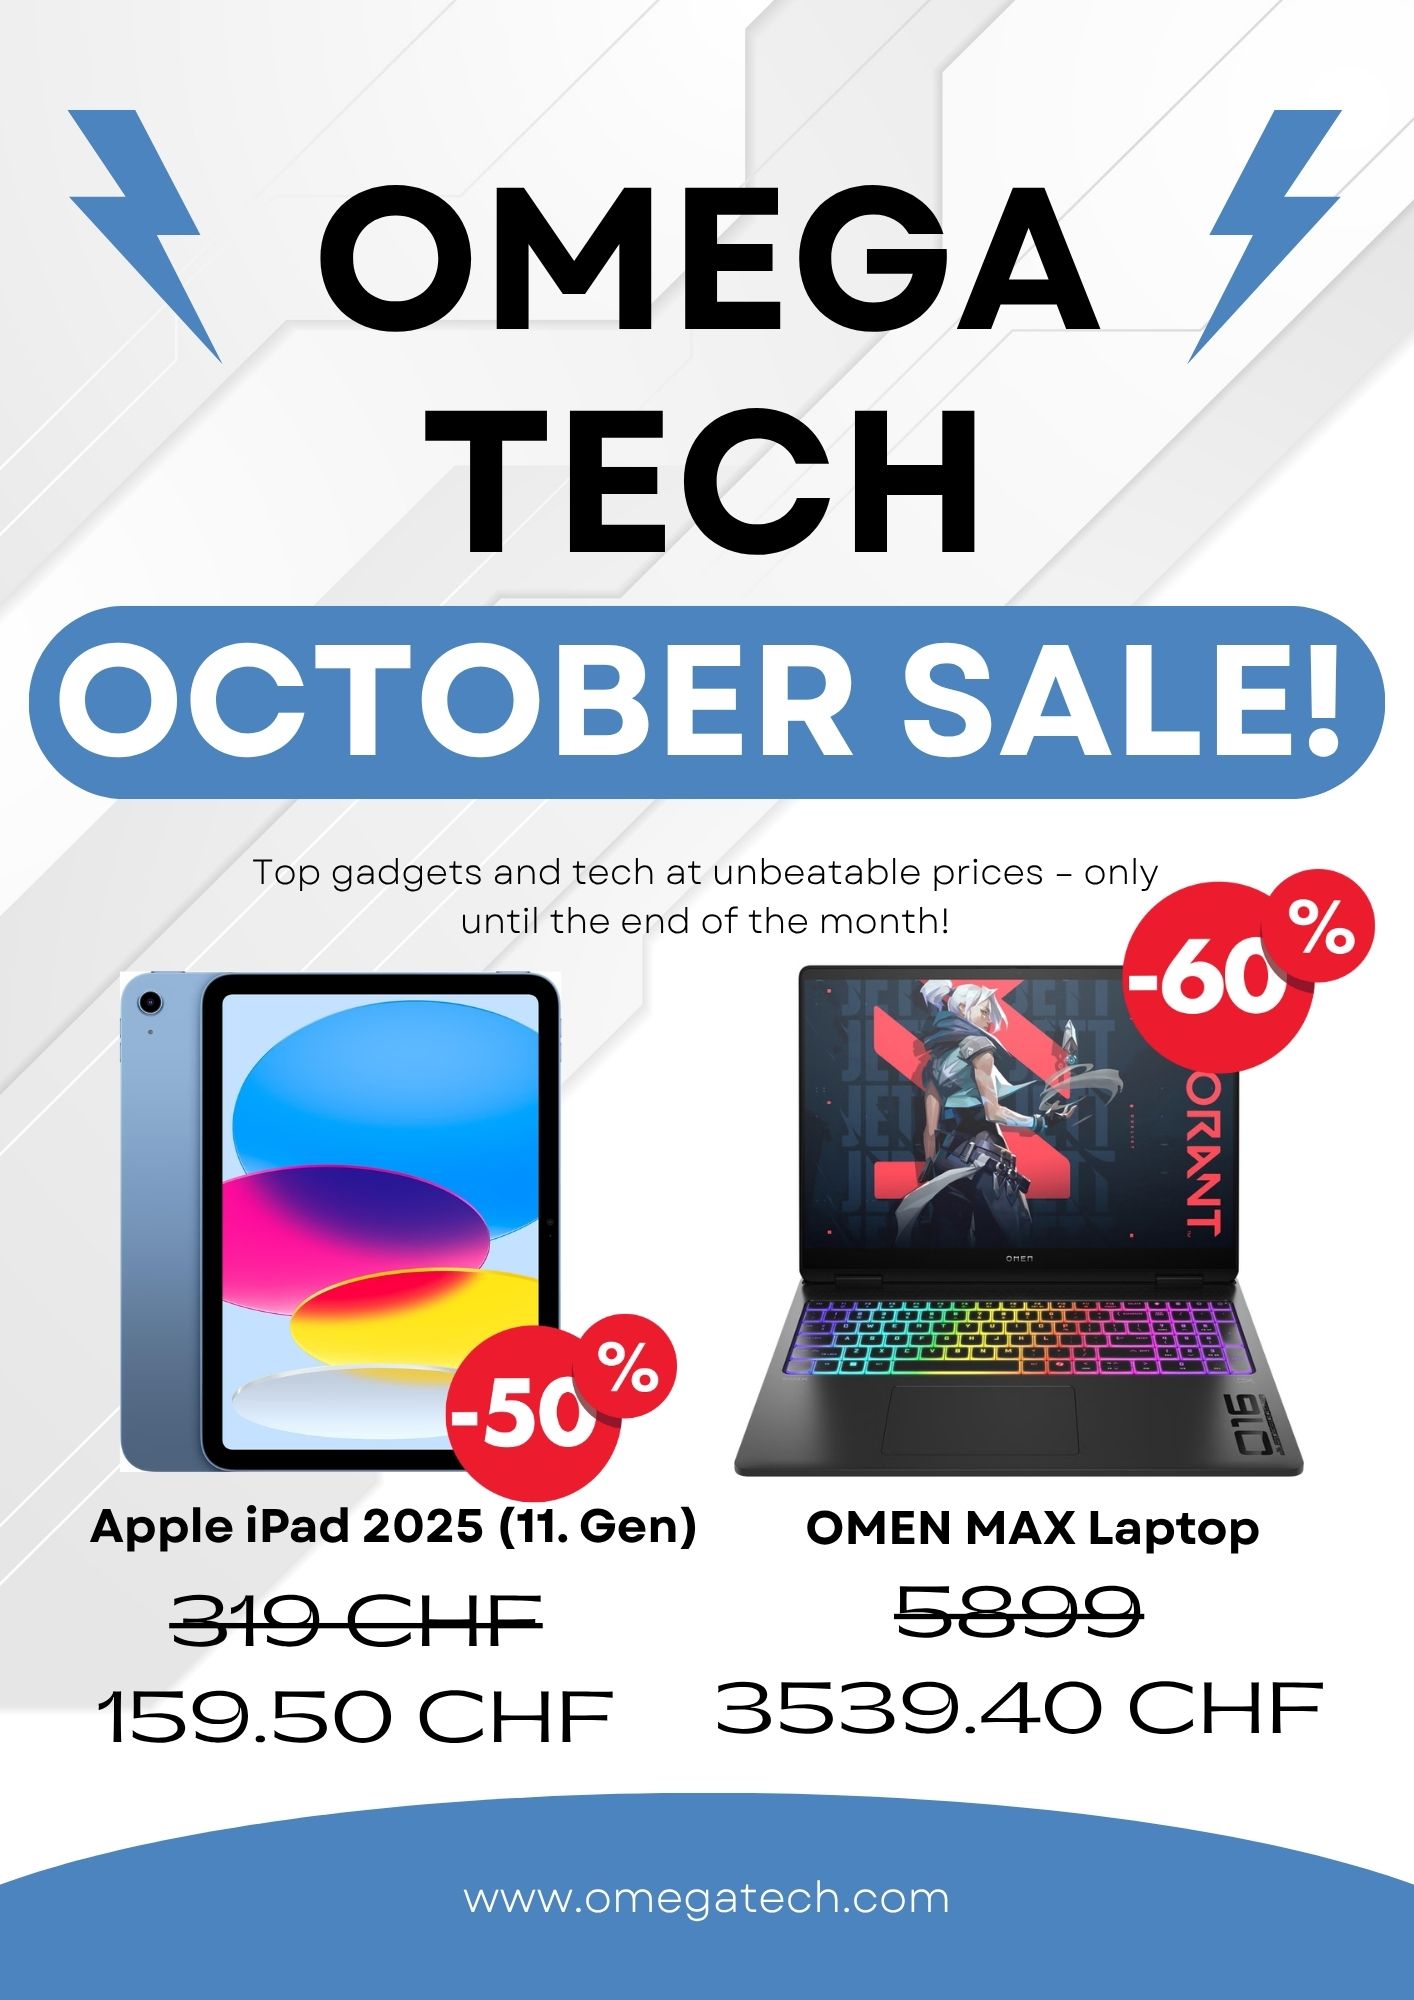 OMEGA
TECH
OCTOBER SALE!
Top gadgets and tech at unbeatable prices – only
until the end of the month!
-60%
ORANT
OMEN
-50%
Apple iPad 2025 (11. Gen)
OMEN MAX Laptop
319 CHF
5899
159.50 CHF
3539.40 CHF
www.omegatech.com